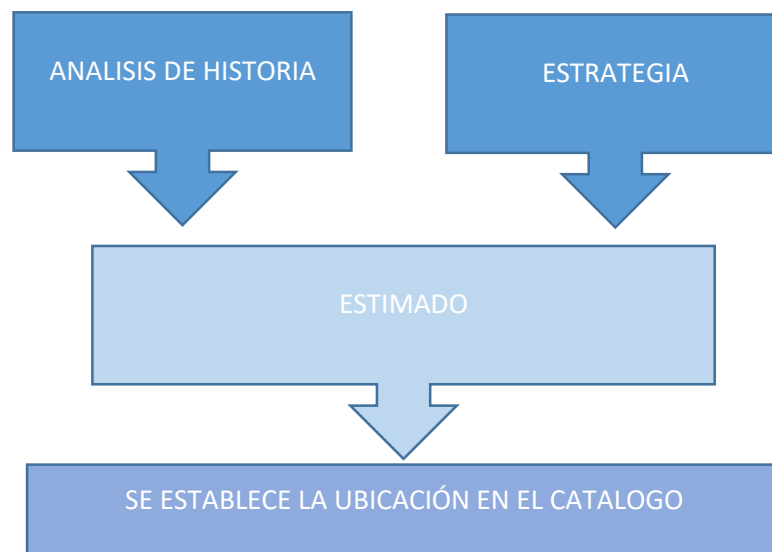 ANALISIS DE HISTORIA
ESTRATEGIA
ESTIMADO
SE ESTABLECE LA UBICACIÓN EN EL CATALOGO